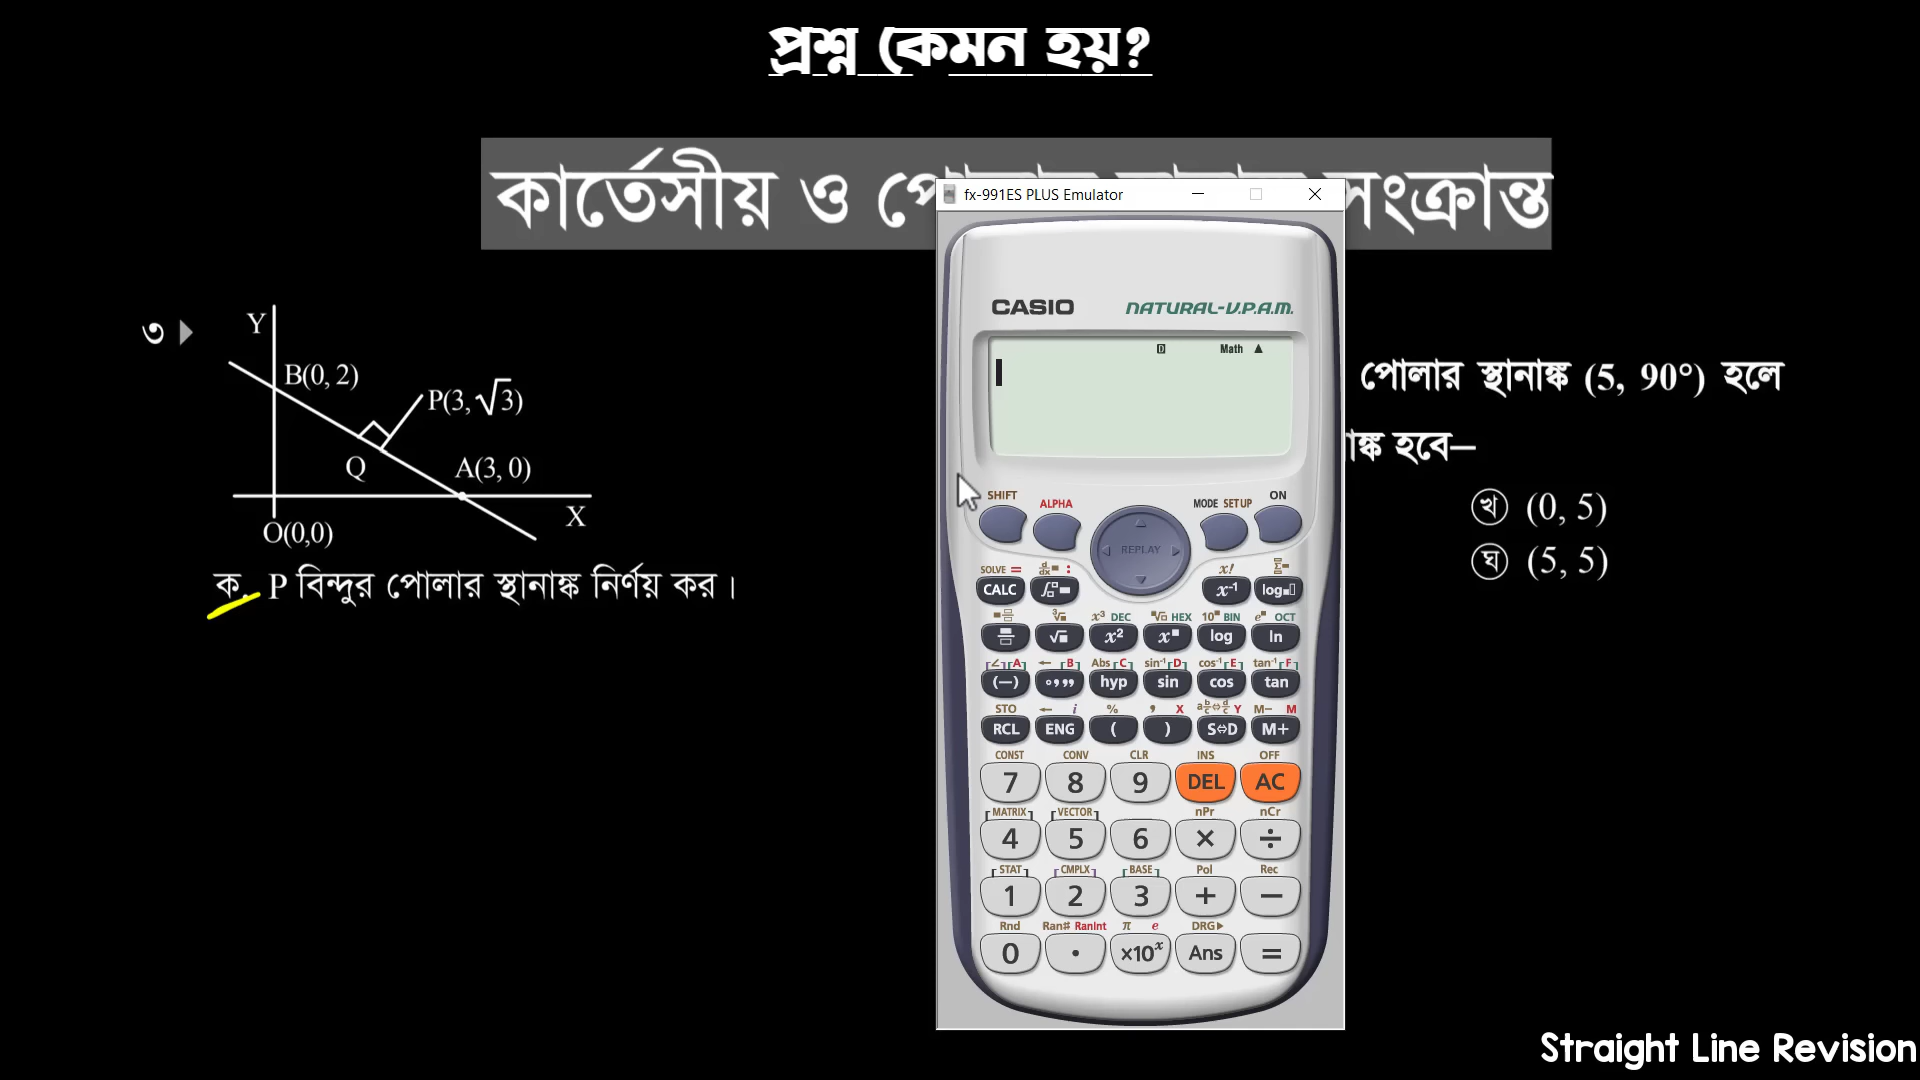 প্রশ্ন কেমন হয়?
কার্তেসীয় ও সংক্রান্ত
fx-991ES PLUS Emulator
CASIO NATURAL-V.P.A.M.
D Math ▲
৩ ▶
Y
B(0, 2)
P(3, √3)
Q
A(3, 0)
X
O(0,0)
ক. P বিন্দুর পোলার স্থানাঙ্ক নির্ণয় কর।
পোলার স্থানাঙ্ক (5, 90°) হলে
হবে–
খ (0, 5)
ঘ (5, 5)
SHIFT ALPHA REPLAY MODE SETUP ON
SOLVE = d/dx : x! Σ
CALC ∫ x⁻¹ log
³√ x³ DEC √ HEX 10 BIN e OCT
√ x² x log ln
∠ A ← B Abs C sin⁻¹ D cos⁻¹ E tan⁻¹ F
(−) °,,, hyp sin cos tan
STO ← i % , X a b/c⇔d/c Y M− M
RCL ENG ( ) S⇔D M+
CONST CONV CLR INS OFF
7 8 9 DEL AC
MATRIX VECTOR nPr nCr
4 5 6 × ÷
STAT CMPLX BASE Pol Rec
1 2 3 + −
Rnd Ran# RanInt π e DRG▶
0 . ×10ˣ Ans =
Straight Line Revision